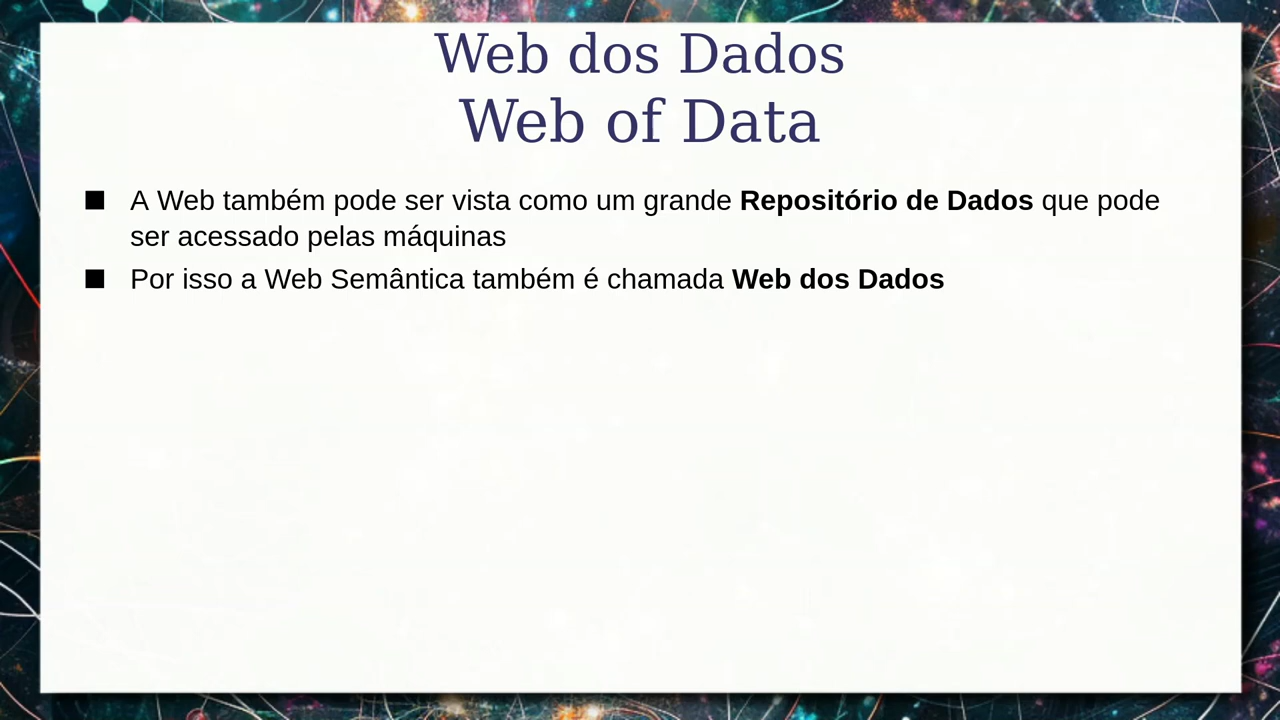 Web dos Dados
Web of Data
A Web também pode ser vista como um grande Repositório de Dados que pode
ser acessado pelas máquinas
Por isso a Web Semântica também é chamada Web dos Dados